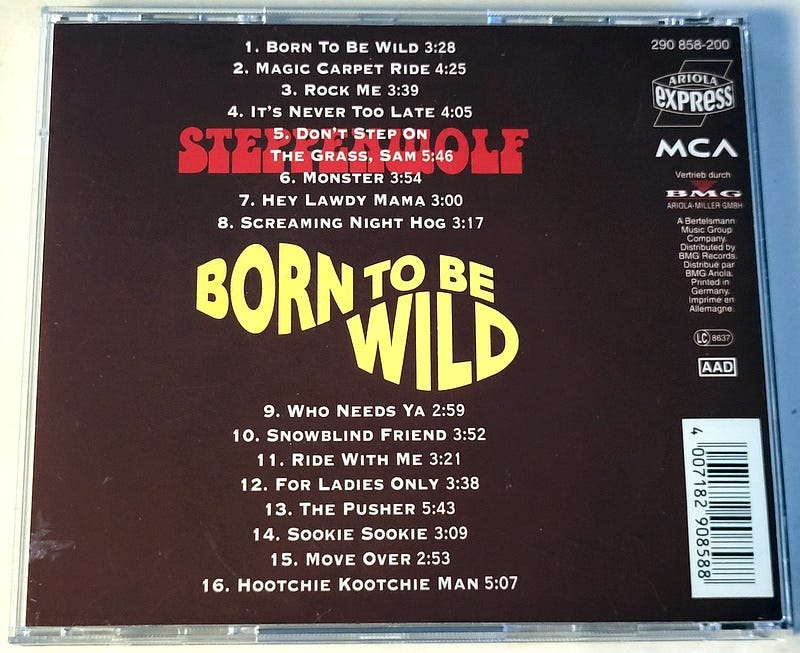 1. Born To Be Wild 3:28
2. Magic Carpet Ride 4:25
3. Rock Me 3:39
4. It's Never Too Late 4:05
STEPPENWOLF
5. Don't Step On
The Grass, Sam 5:46
6. Monster 3:54
7. Hey Lawdy Mama 3:00
8. Screaming Night Hog 3:17
BORN TO BE
WILD
9. Who Needs Ya 2:59
10. Snowblind Friend 3:52
11. Ride With Me 3:21
12. For Ladies Only 3:38
13. The Pusher 5:43
14. Sookie Sookie 3:09
15. Move Over 2:53
16. Hootchie Kootchie Man 5:07
290 858-200
ARIOLA
eXPRESS
MCA
Vertrieb durch
BMG
ARIOLA-MILLER GMBH
A Bertelsmann
Music Group
Company.
Distributed by
BMG Records.
Distribué par
BMG Ariola.
Printed in
Germany.
Imprimé en
Allemagne.
LC 8637
AAD
4 007182 908588